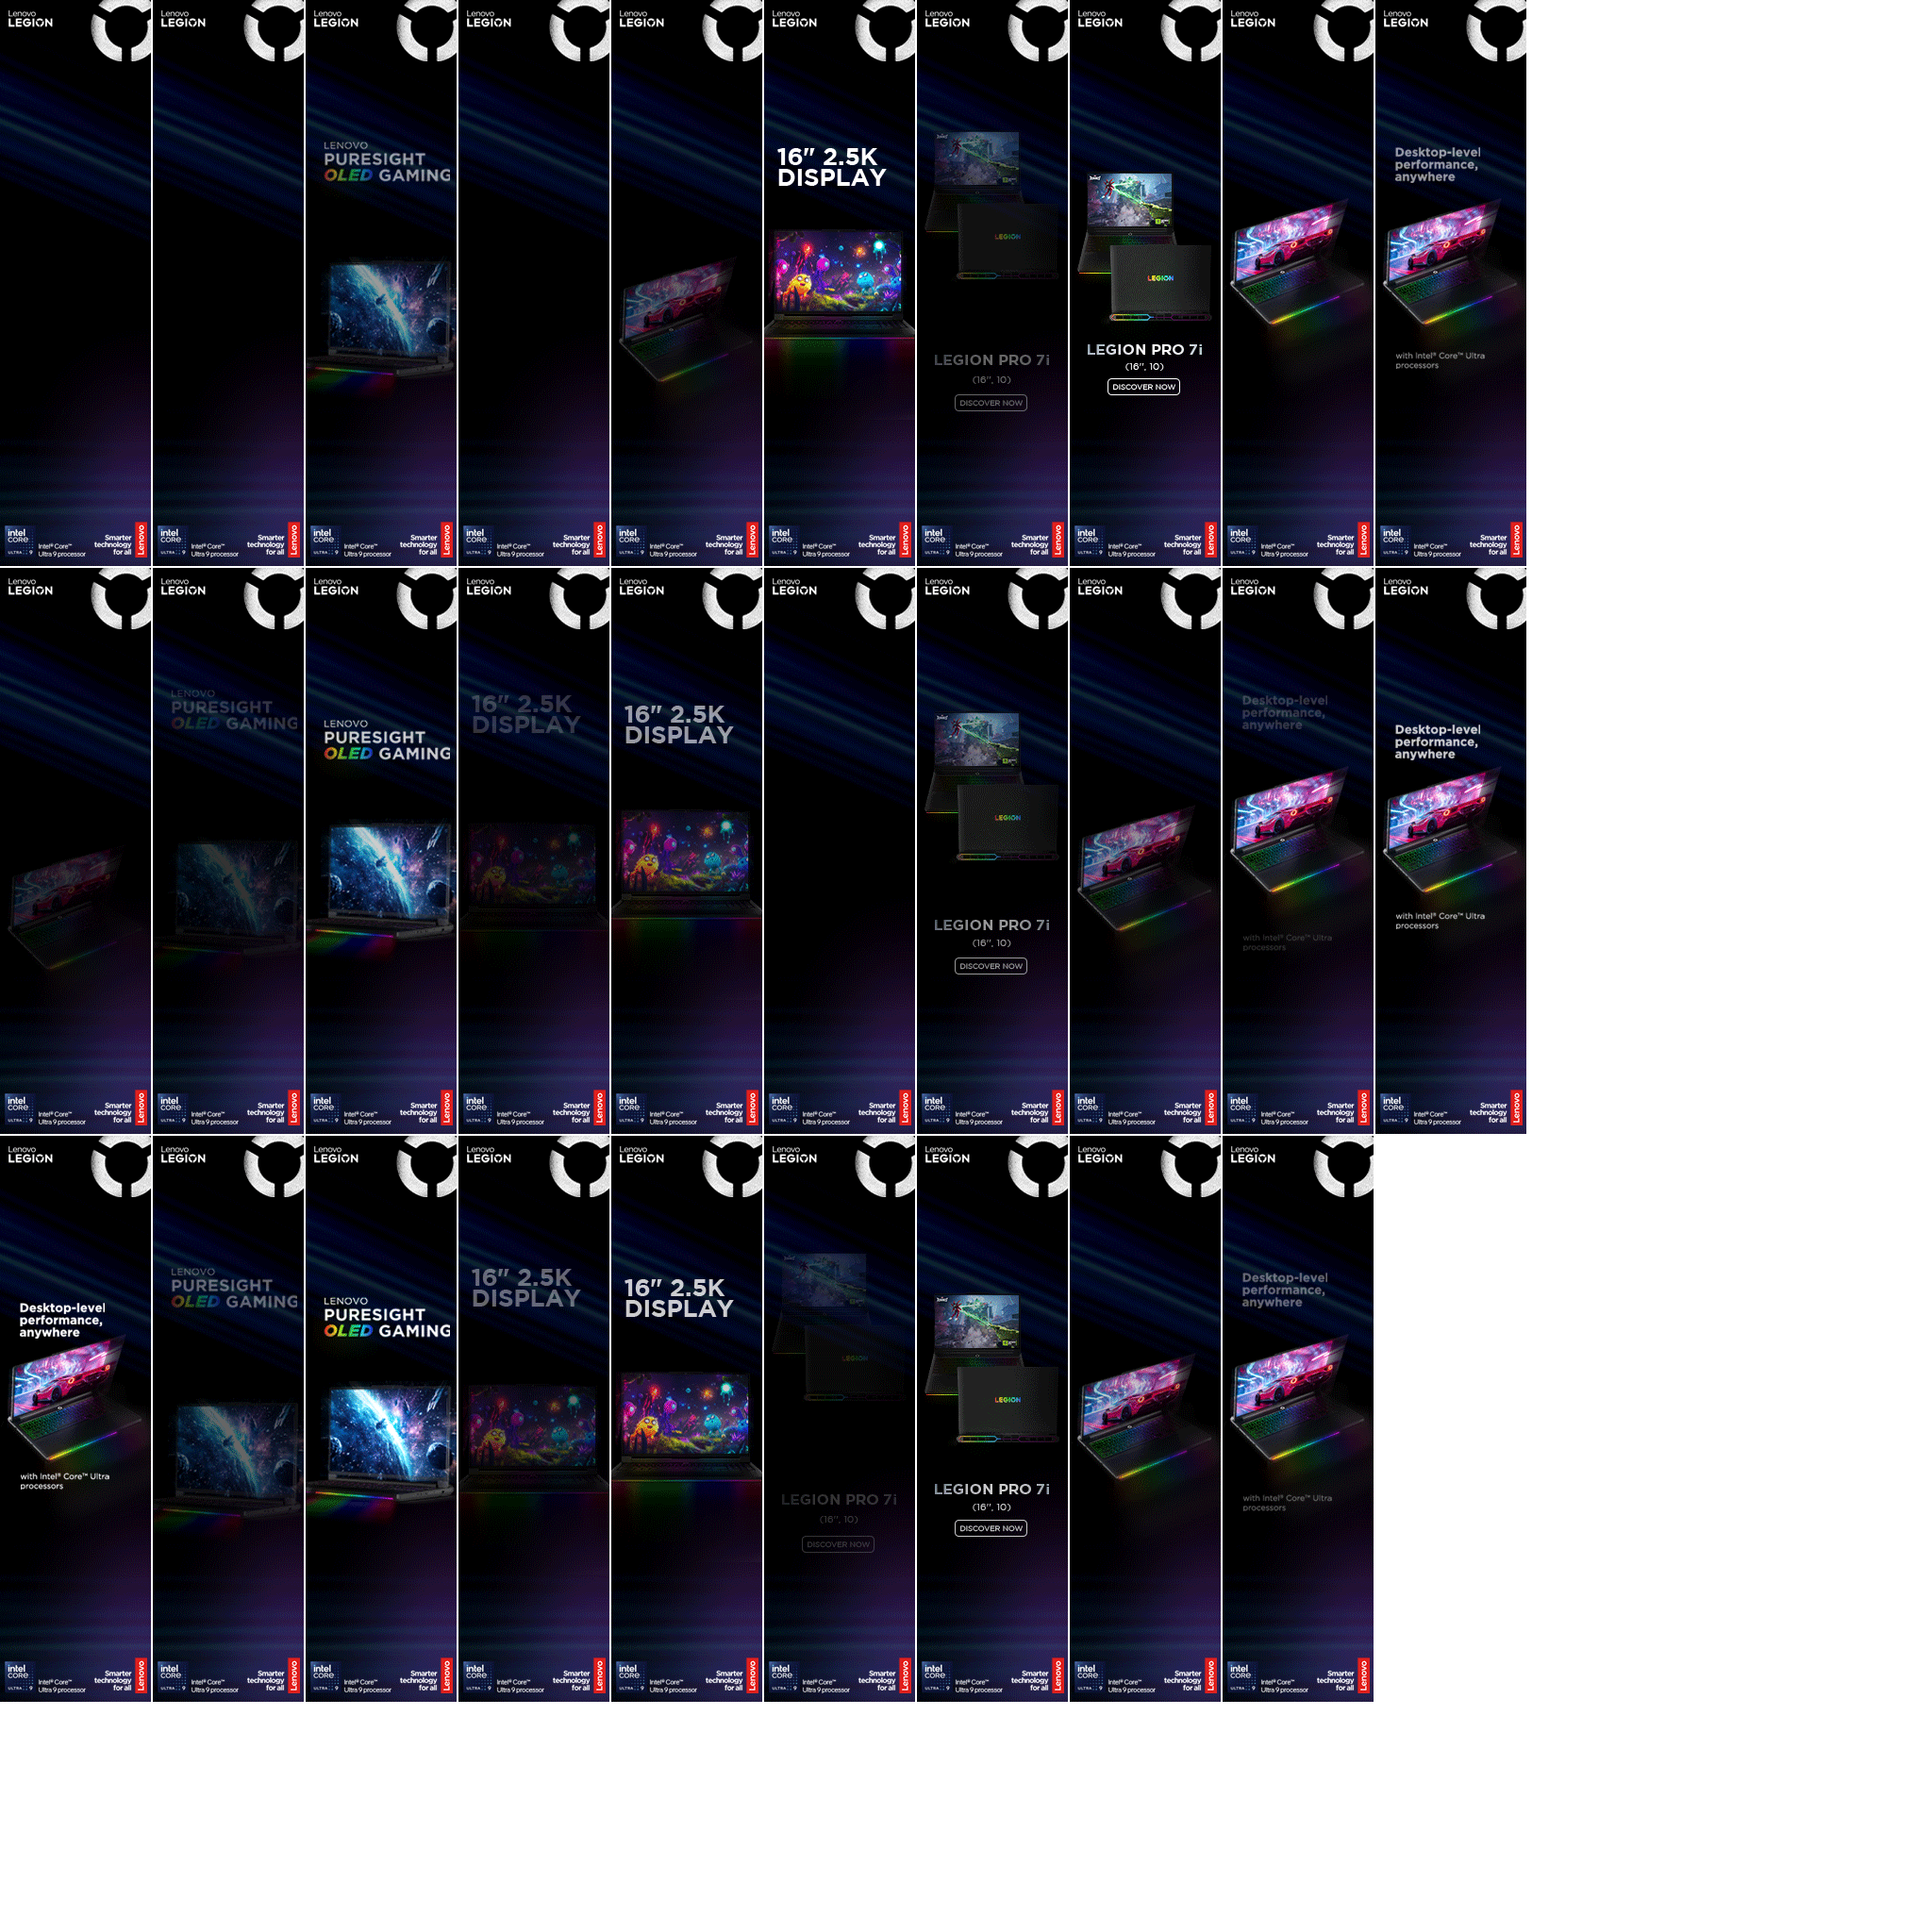 Lenovo
LEGION
intel
CORE
ULTRA 9
Intel® Core™
Ultra 9 processor
Smarter
technology
for all
Lenovo
Lenovo
LEGION
intel
CORE
ULTRA 9
Intel® Core™
Ultra 9 processor
Smarter
technology
for all
Lenovo
Lenovo
LEGION
LENOVO
PURESIGHT
OLED GAMING
intel
CORE
ULTRA 9
Intel® Core™
Ultra 9 processor
Smarter
technology
for all
Lenovo
Lenovo
LEGION
intel
CORE
ULTRA 9
Intel® Core™
Ultra 9 processor
Smarter
technology
for all
Lenovo
Lenovo
LEGION
intel
CORE
ULTRA 9
Intel® Core™
Ultra 9 processor
Smarter
technology
for all
Lenovo
Lenovo
LEGION
16" 2.5K
DISPLAY
intel
CORE
ULTRA 9
Intel® Core™
Ultra 9 processor
Smarter
technology
for all
Lenovo
Lenovo
LEGION
LEGION
LEGION PRO 7i
(16", 10)
DISCOVER NOW
intel
CORE
ULTRA 9
Intel® Core™
Ultra 9 processor
Smarter
technology
for all
Lenovo
Lenovo
LEGION
LEGION
LEGION PRO 7i
(16", 10)
DISCOVER NOW
intel
CORE
ULTRA 9
Intel® Core™
Ultra 9 processor
Smarter
technology
for all
Lenovo
Lenovo
LEGION
intel
CORE
ULTRA 9
Intel® Core™
Ultra 9 processor
Smarter
technology
for all
Lenovo
Lenovo
LEGION
Desktop-level
performance,
anywhere
with Intel® Core™ Ultra
processors
intel
CORE
ULTRA 9
Intel® Core™
Ultra 9 processor
Smarter
technology
for all
Lenovo
Lenovo
LEGION
intel
CORE
ULTRA 9
Intel® Core™
Ultra 9 processor
Smarter
technology
for all
Lenovo
Lenovo
LEGION
LENOVO
PURESIGHT
OLED GAMING
intel
CORE
ULTRA 9
Intel® Core™
Ultra 9 processor
Smarter
technology
for all
Lenovo
Lenovo
LEGION
LENOVO
PURESIGHT
OLED GAMING
intel
CORE
ULTRA 9
Intel® Core™
Ultra 9 processor
Smarter
technology
for all
Lenovo
Lenovo
LEGION
16" 2.5K
DISPLAY
intel
CORE
ULTRA 9
Intel® Core™
Ultra 9 processor
Smarter
technology
for all
Lenovo
Lenovo
LEGION
16" 2.5K
DISPLAY
intel
CORE
ULTRA 9
Intel® Core™
Ultra 9 processor
Smarter
technology
for all
Lenovo
Lenovo
LEGION
intel
CORE
ULTRA 9
Intel® Core™
Ultra 9 processor
Smarter
technology
for all
Lenovo
Lenovo
LEGION
LEGION
LEGION PRO 7i
(16", 10)
DISCOVER NOW
intel
CORE
ULTRA 9
Intel® Core™
Ultra 9 processor
Smarter
technology
for all
Lenovo
Lenovo
LEGION
intel
CORE
ULTRA 9
Intel® Core™
Ultra 9 processor
Smarter
technology
for all
Lenovo
Lenovo
LEGION
Desktop-level
performance,
anywhere
with Intel® Core™ Ultra
processors
intel
CORE
ULTRA 9
Intel® Core™
Ultra 9 processor
Smarter
technology
for all
Lenovo
Lenovo
LEGION
Desktop-level
performance,
anywhere
with Intel® Core™ Ultra
processors
intel
CORE
ULTRA 9
Intel® Core™
Ultra 9 processor
Smarter
technology
for all
Lenovo
Lenovo
LEGION
Desktop-level
performance,
anywhere
with Intel® Core™ Ultra
processors
intel
CORE
ULTRA 9
Intel® Core™
Ultra 9 processor
Smarter
technology
for all
Lenovo
Lenovo
LEGION
LENOVO
PURESIGHT
OLED GAMING
intel
CORE
ULTRA 9
Intel® Core™
Ultra 9 processor
Smarter
technology
for all
Lenovo
Lenovo
LEGION
LENOVO
PURESIGHT
OLED GAMING
intel
CORE
ULTRA 9
Intel® Core™
Ultra 9 processor
Smarter
technology
for all
Lenovo
Lenovo
LEGION
16" 2.5K
DISPLAY
intel
CORE
ULTRA 9
Intel® Core™
Ultra 9 processor
Smarter
technology
for all
Lenovo
Lenovo
LEGION
16" 2.5K
DISPLAY
intel
CORE
ULTRA 9
Intel® Core™
Ultra 9 processor
Smarter
technology
for all
Lenovo
Lenovo
LEGION
LEGION
LEGION PRO 7i
(16", 10)
DISCOVER NOW
intel
CORE
ULTRA 9
Intel® Core™
Ultra 9 processor
Smarter
technology
for all
Lenovo
Lenovo
LEGION
LEGION
LEGION PRO 7i
(16", 10)
DISCOVER NOW
intel
CORE
ULTRA 9
Intel® Core™
Ultra 9 processor
Smarter
technology
for all
Lenovo
Lenovo
LEGION
intel
CORE
ULTRA 9
Intel® Core™
Ultra 9 processor
Smarter
technology
for all
Lenovo
Lenovo
LEGION
Desktop-level
performance,
anywhere
with Intel® Core™ Ultra
processors
intel
CORE
ULTRA 9
Intel® Core™
Ultra 9 processor
Smarter
technology
for all
Lenovo